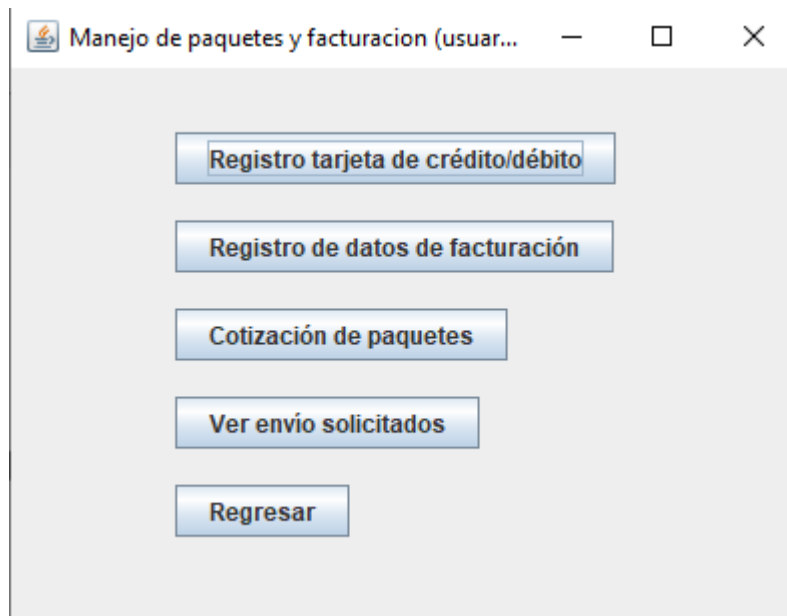 Manejo de paquetes y facturacion (usuar...
Registro tarjeta de crédito/débito
Registro de datos de facturación
Cotización de paquetes
Ver envío solicitados
Regresar